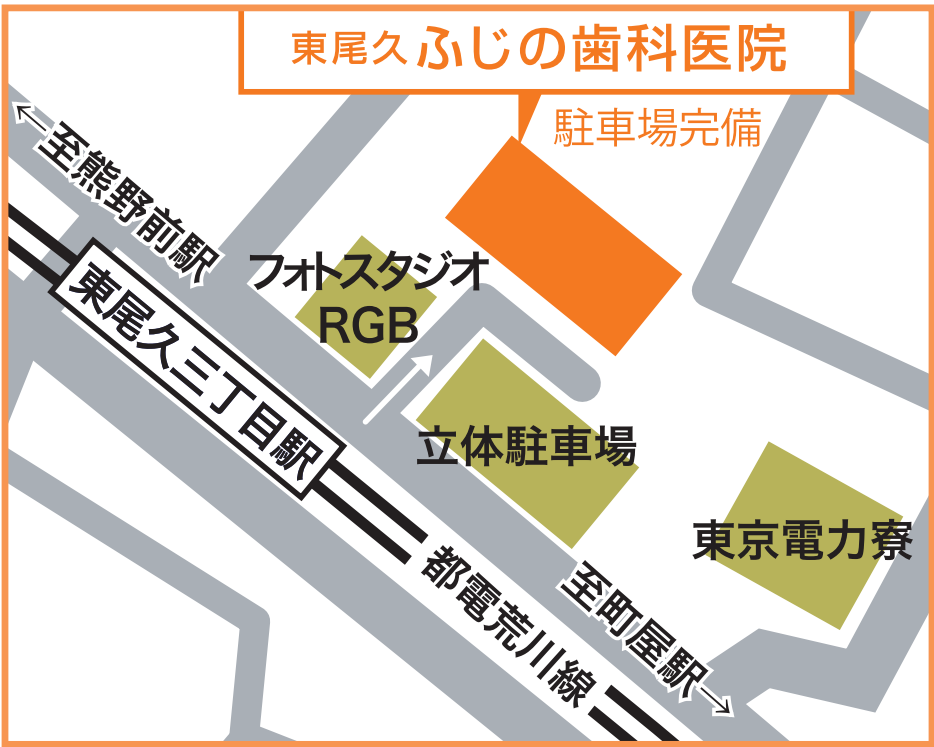 東尾久 ふじの歯科医院
駐車場完備
←至熊野前駅
フォトスタジオ
RGB
東尾久三丁目駅
立体駐車場
東京電力寮
都電荒川線
至町屋駅→